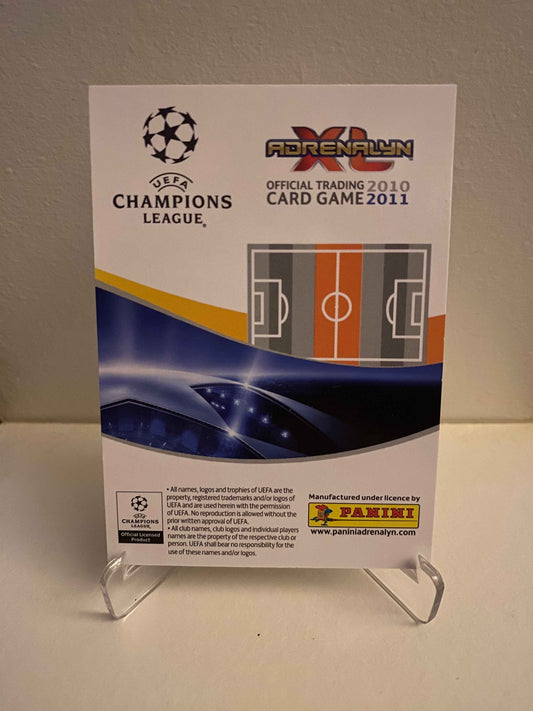 UEFA
CHAMPIONS
LEAGUE®
ADRENALYN
XL
OFFICIAL TRADING 2010
CARD GAME 2011
• All names, logos and trophies of UEFA are the
property, registered trademarks and/or logos of
UEFA and are used herein with the permission
of UEFA. No reproduction is allowed without the
prior written approval of UEFA.
• All club names, club logos and individual players
names are the property of the respective club or
person. UEFA shall bear no responsibility for the
use of these names and/or logos.
UEFA
CHAMPIONS
LEAGUE
Official Licensed
Product
Manufactured under licence by
PANINI
www.paniniadrenalyn.com